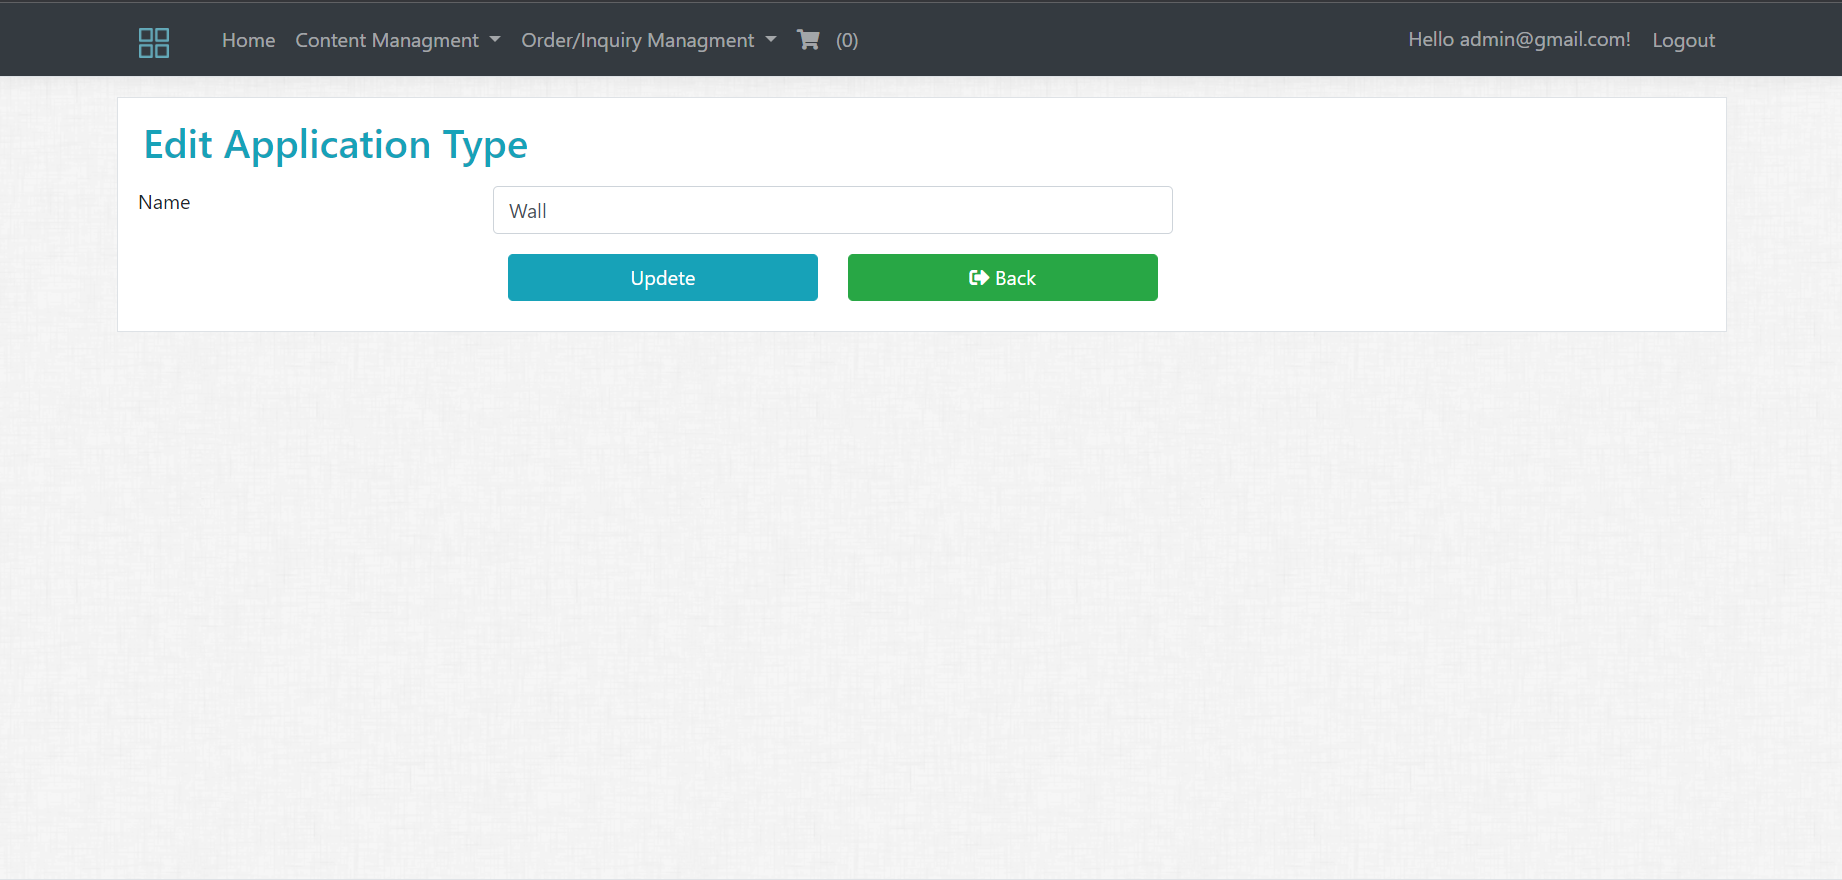 Home Content Managment Order/Inquiry Managment (0) Hello admin@gmail.com! Logout
Edit Application Type
Name Wall
Updete Back